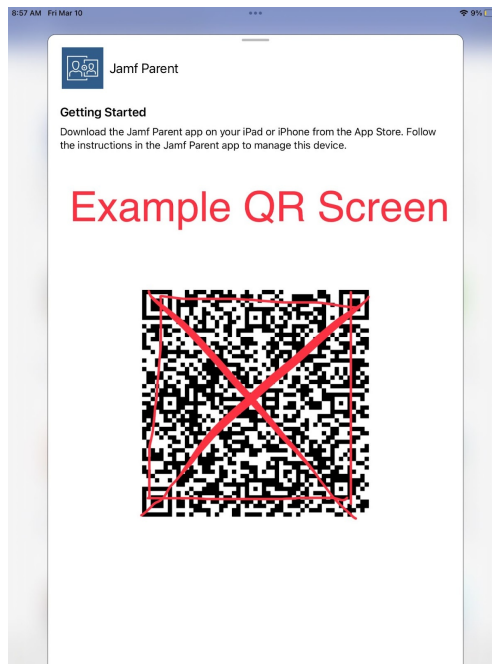 8:57 AM Fri Mar 10
9%
Jamf Parent
Getting Started
Download the Jamf Parent app on your iPad or iPhone from the App Store. Follow
the instructions in the Jamf Parent app to manage this device.
Example QR Screen